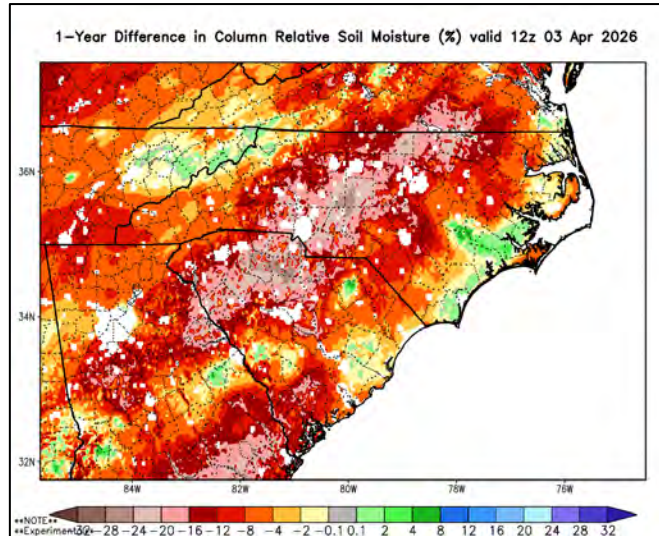 1-Year Difference in Column Relative Soil Moisture (%) valid 12z 03 Apr 2026
36N
34N
32N
84W 82W 80W 78W 76W
**NOTE**
**Experimental -28 -24 -20 -16 -12 -8 -4 -2 -0.1 0.1 2 4 8 12 16 20 24 28 32